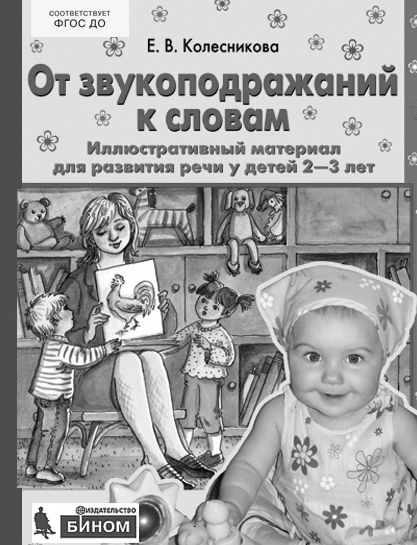 СООТВЕТСТВУЕТ
ФГОС ДО
Е. В. Колесникова
От звукоподражаний
к словам
Иллюстративный материал
для развития речи у детей 2–3 лет
ИЗДАТЕЛЬСТВО
БИНОМ